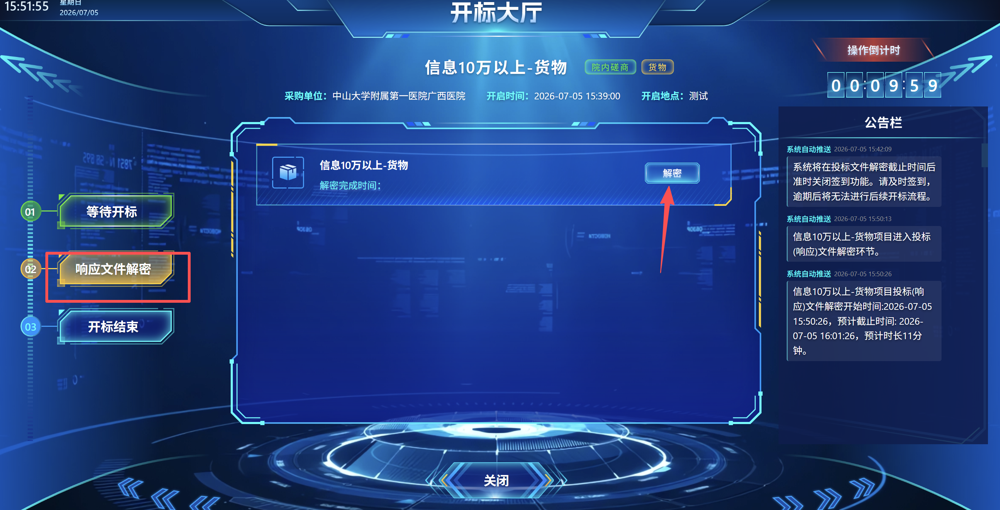 15:51:55
星期日
2026/07/05
开标大厅
操作倒计时
00:09:59
信息10万以上-货物
院内磋商
货物
采购单位：中山大学附属第一医院广西医院
开启时间：2026-07-05 15:39:00
开启地点：测试
01
等待开标
02
响应文件解密
03
开标结束
信息10万以上-货物
解密完成时间：
解密
公告栏
系统自动推送 2026-07-05 15:42:09
系统将在投标文件解密截止时间后
准时关闭签到功能。请及时签到，
逾期后将无法进行后续开标流程。
系统自动推送 2026-07-05 15:50:13
信息10万以上-货物项目进入投标
(响应)文件解密环节。
系统自动推送 2026-07-05 15:50:26
信息10万以上-货物项目投标(响
应)文件解密开始时间:2026-07-05
15:50:26，预计截止时间: 2026-
07-05 16:01:26，预计时长11分
钟。
关闭